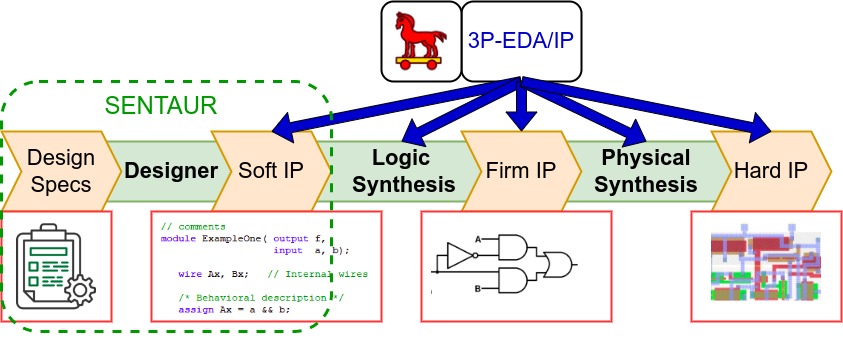 3P-EDA/IP
SENTAUR
Design
Specs
Designer
Soft IP
Logic
Synthesis
Firm IP
Physical
Synthesis
Hard IP
// comments
module ExampleOne( output f,
input a, b);
wire Ax, Bx; // Internal wires
/* Behavioral description */
assign Ax = a && b;
A
B